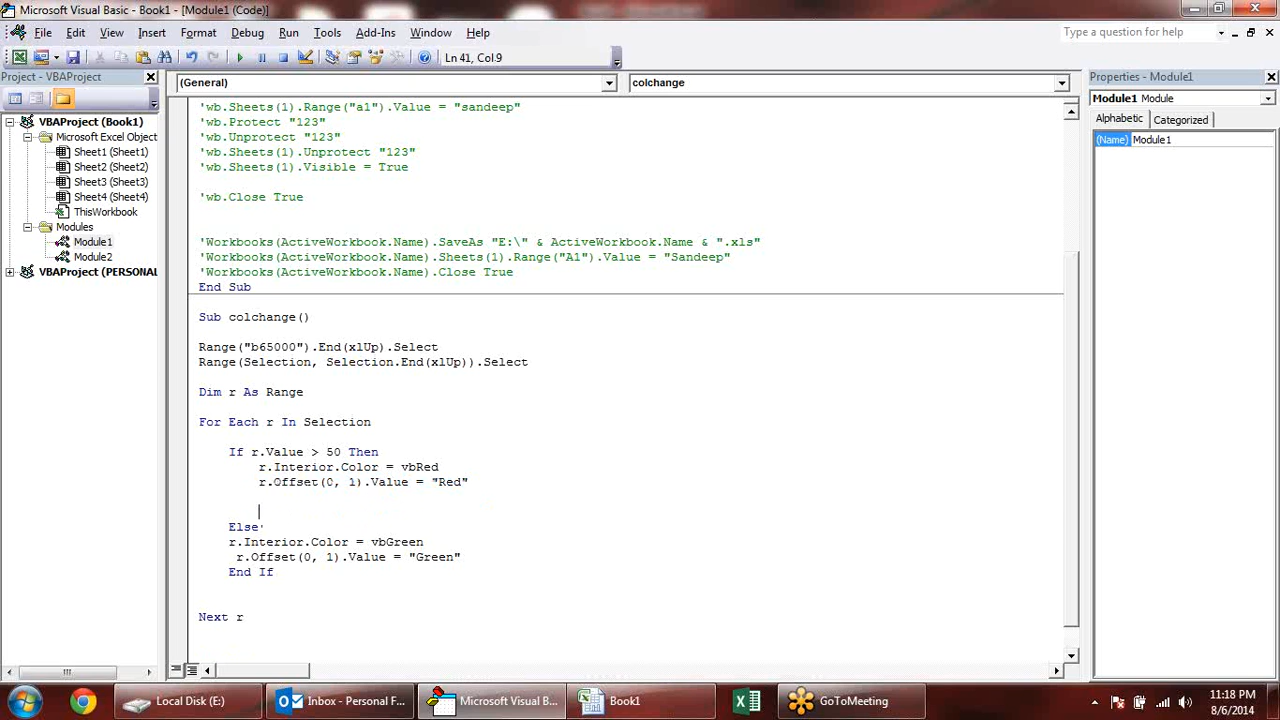 Microsoft Visual Basic - Book1 - [Module1 (Code)]
File Edit View Insert Format Debug Run Tools Add-Ins Window Help
Type a question for help
Ln 41, Col 9
Project - VBAProject
VBAProject (Book1)
Microsoft Excel Object
Sheet1 (Sheet1)
Sheet2 (Sheet2)
Sheet3 (Sheet3)
Sheet4 (Sheet4)
ThisWorkbook
Modules
Module1
Module2
VBAProject (PERSONAL
(General)
colchange
'wb.Sheets(1).Range("a1").Value = "sandeep"
'wb.Protect "123"
'wb.Unprotect "123"
'wb.Sheets(1).Unprotect "123"
'wb.Sheets(1).Visible = True
'wb.Close True
'Workbooks(ActiveWorkbook.Name).SaveAs "E:\" & ActiveWorkbook.Name & ".xls"
'Workbooks(ActiveWorkbook.Name).Sheets(1).Range("A1").Value = "Sandeep"
'Workbooks(ActiveWorkbook.Name).Close True
End Sub
Sub colchange()
Range("b65000").End(xlUp).Select
Range(Selection, Selection.End(xlUp)).Select
Dim r As Range
For Each r In Selection
If r.Value > 50 Then
r.Interior.Color = vbRed
r.Offset(0, 1).Value = "Red"
Else
r.Interior.Color = vbGreen
r.Offset(0, 1).Value = "Green"
End If
Next r
Properties - Module1
Module1 Module
Alphabetic Categorized
(Name) Module1
Local Disk (E:)
Inbox - Personal F...
Microsoft Visual B...
Book1
GoToMeeting
11:18 PM
8/6/2014